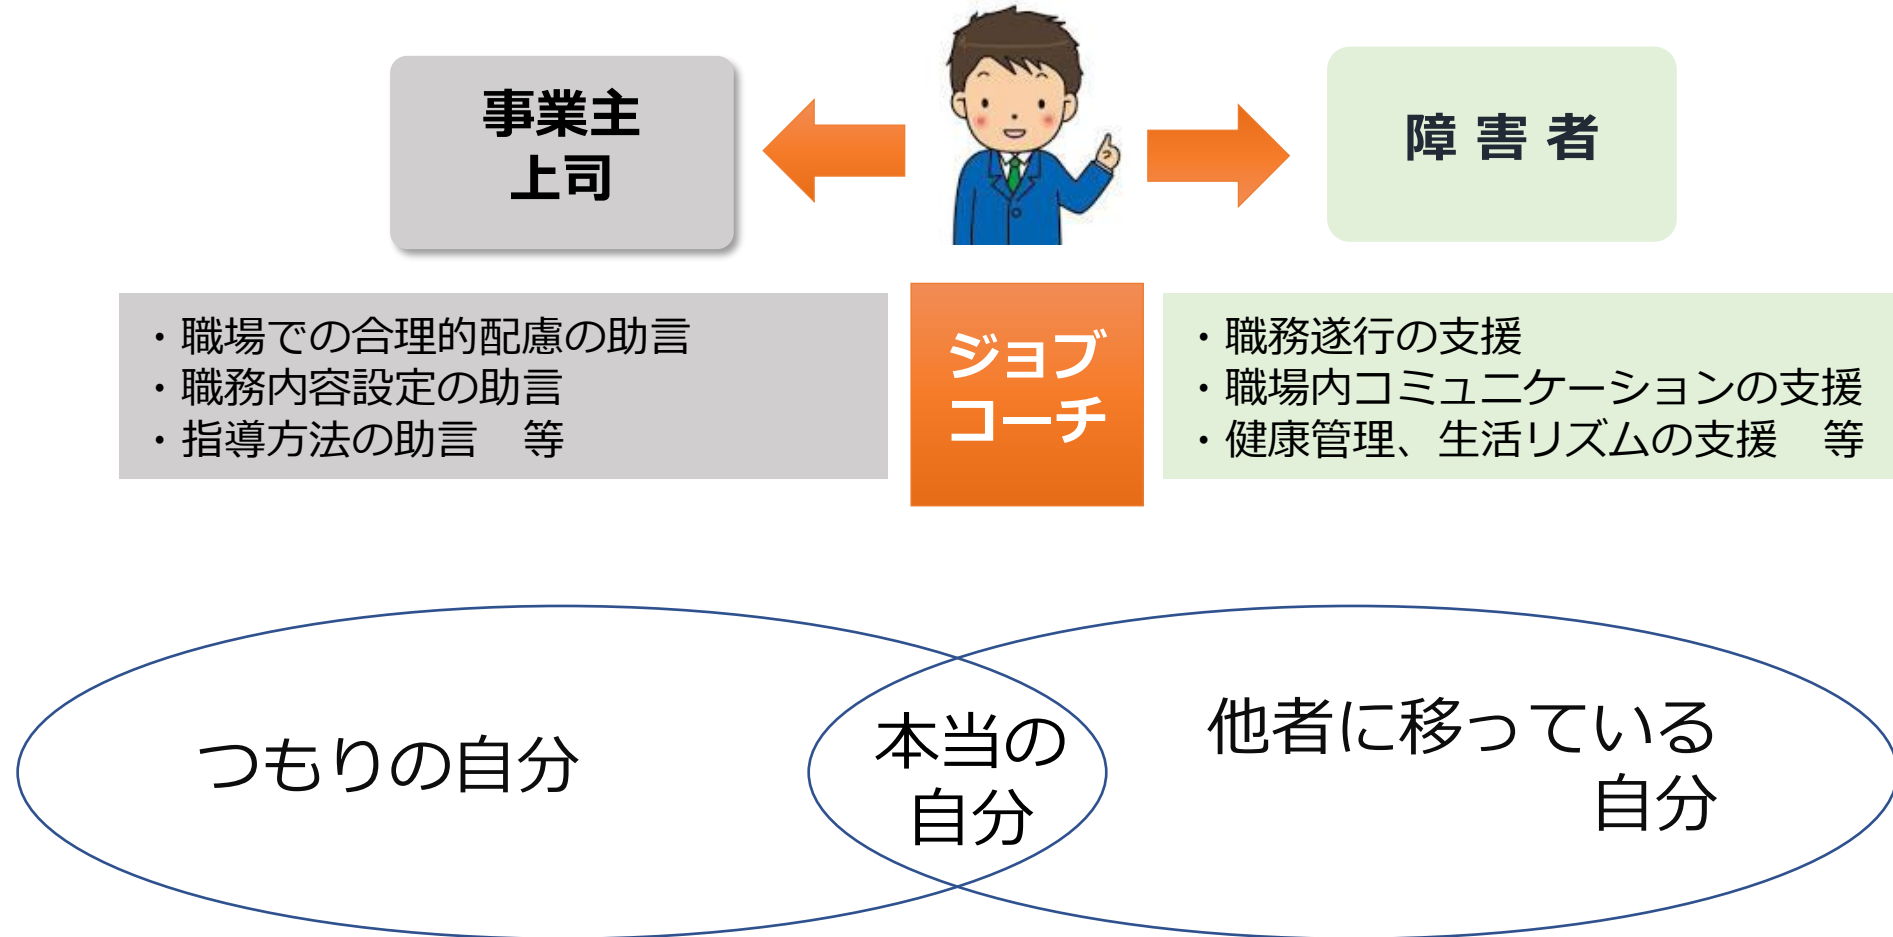 事業主
上司
障 害 者
・職場での合理的配慮の助言
・職務内容設定の助言
・指導方法の助言　等
ジョブ
コーチ
・職務遂行の支援
・職場内コミュニケーションの支援
・健康管理、生活リズムの支援　等
つもりの自分
本当の
自分
他者に移っている
自分